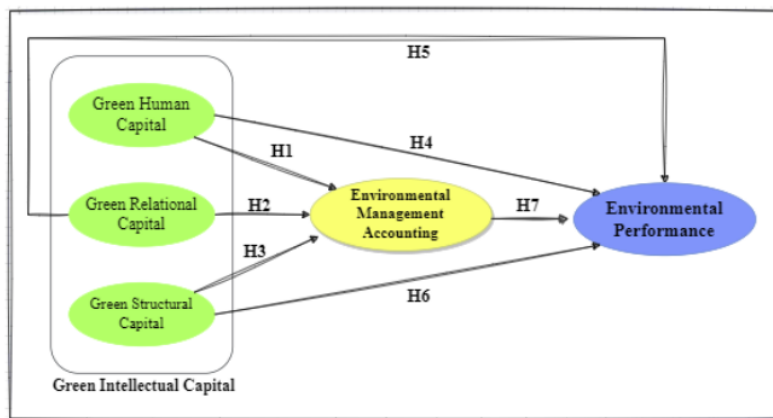 H5
Green Human
Capital
H4
H1
Environmental
Management
Accounting
Green Relational
Capital
H2
H7
Environmental
Performance
H3
Green Structural
Capital
H6
Green Intellectual Capital